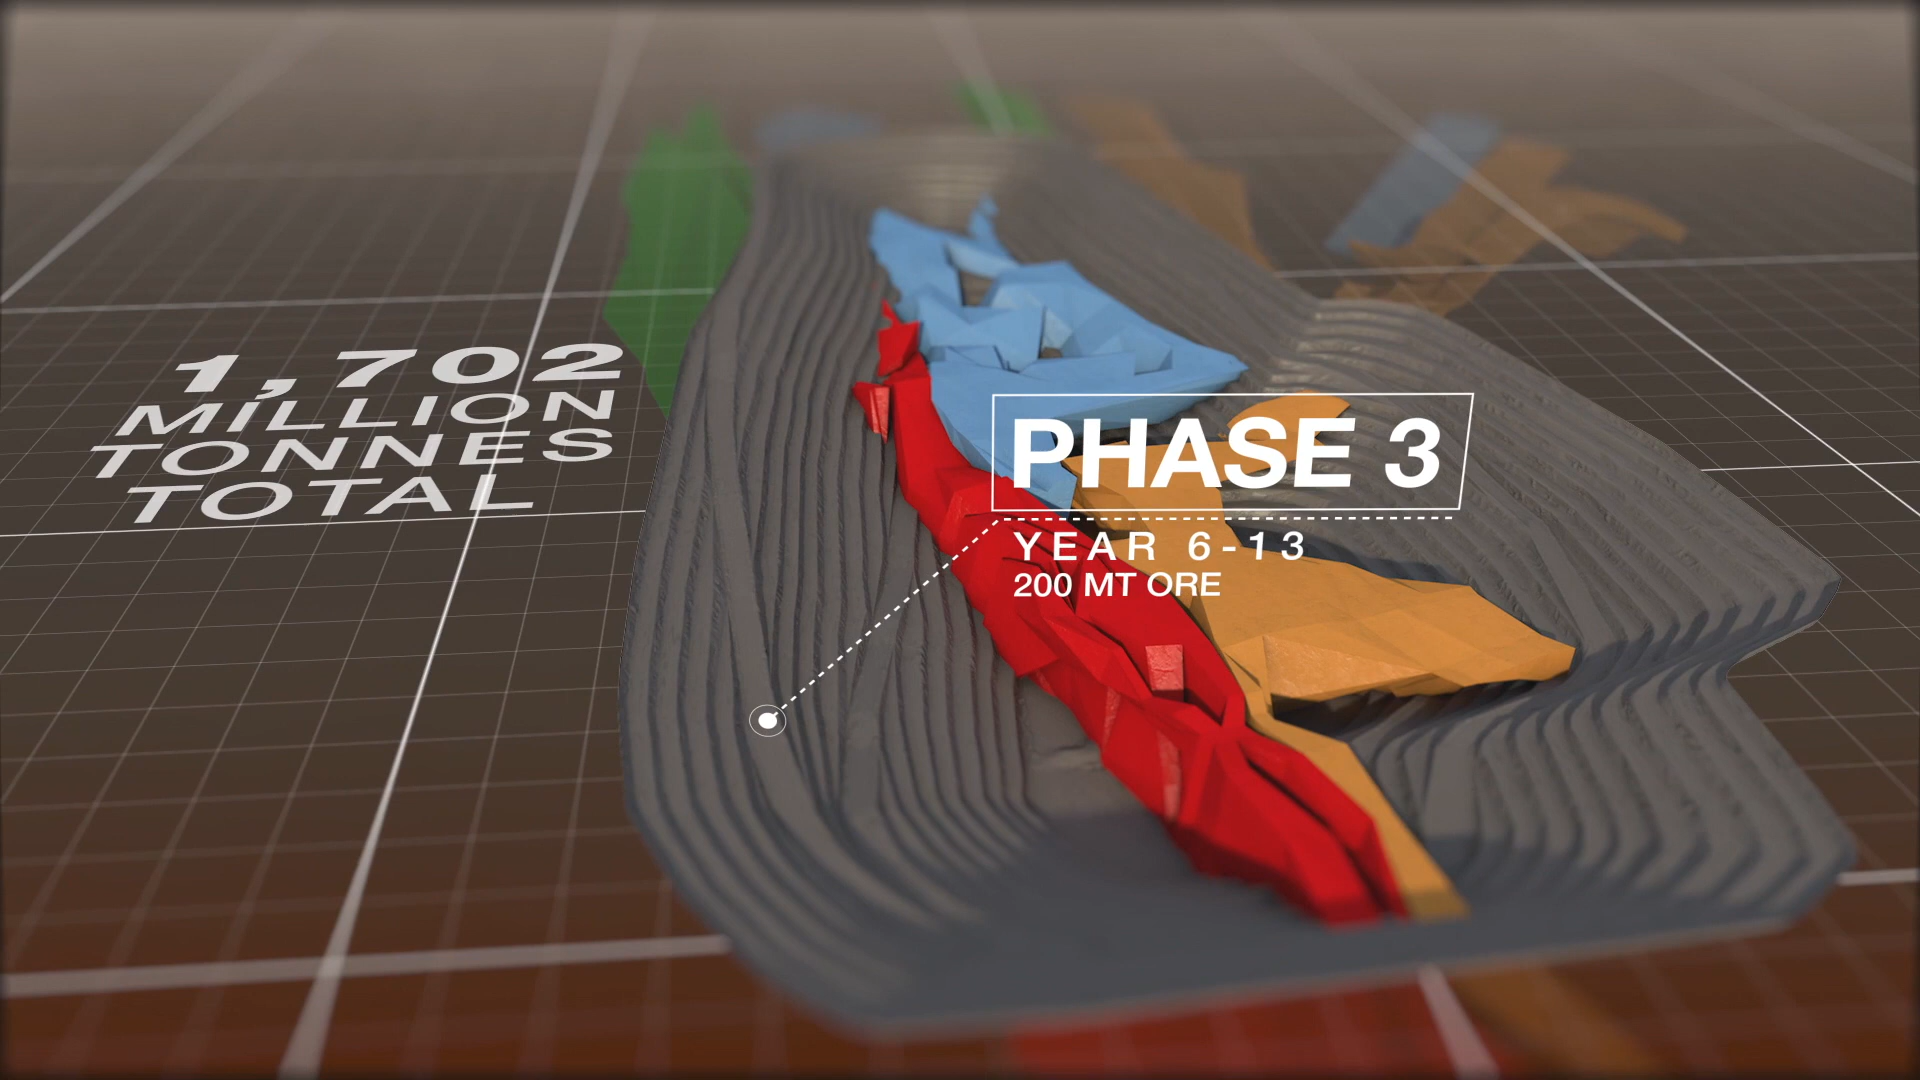 1,702
MILLION
TONNES
TOTAL
PHASE 3
YEAR 6-13
200 MT ORE